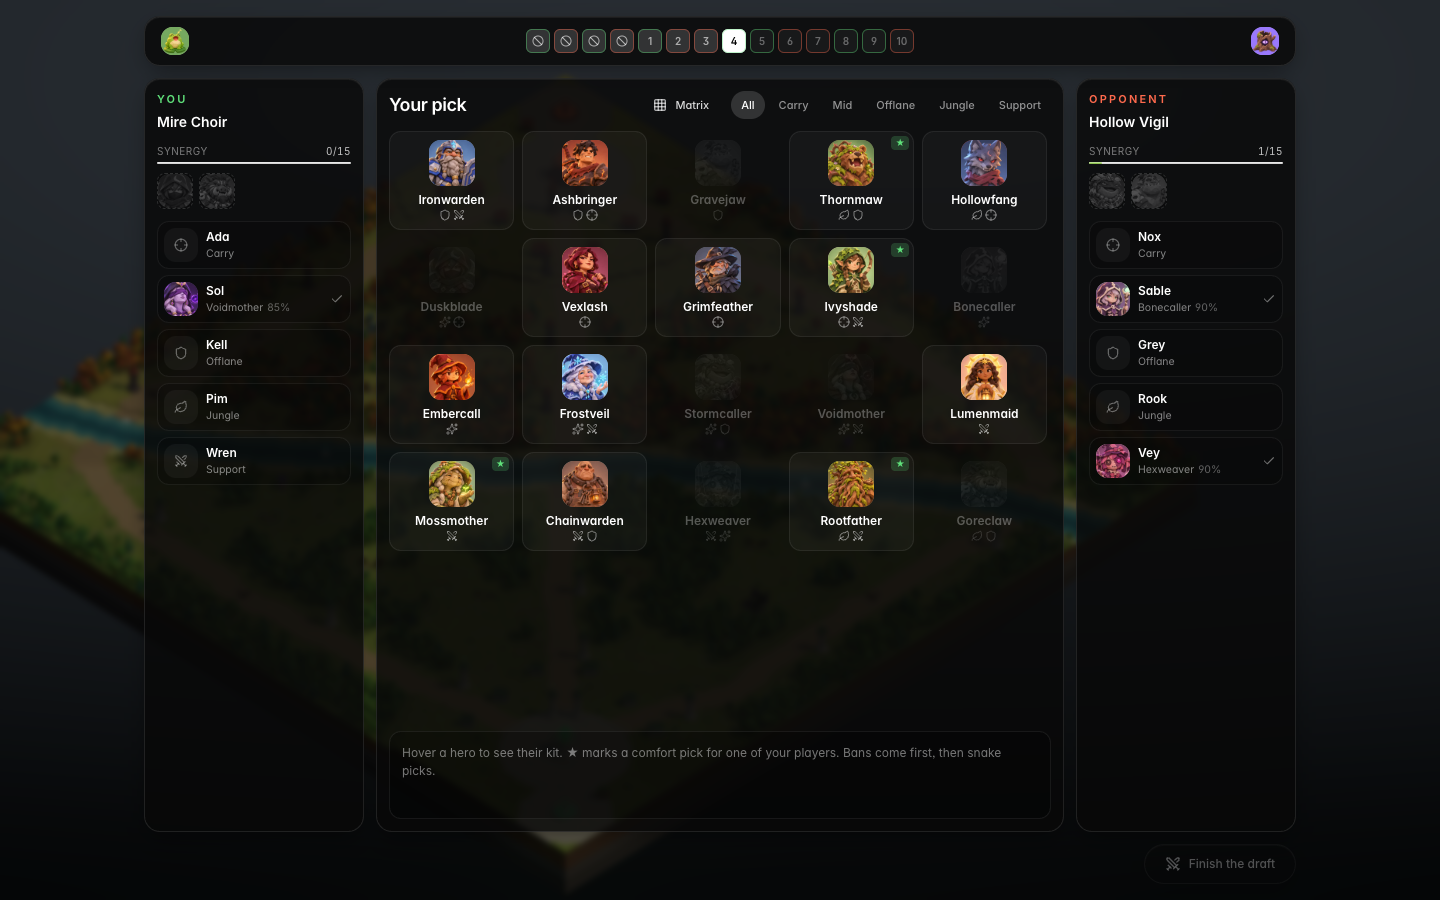 1 2 3 4 5 6 7 8 9 10
YOU
Mire Choir
SYNERGY 0/15
Ada
Carry
Sol
Voidmother 85%
Kell
Offlane
Pim
Jungle
Wren
Support
Your pick
Matrix All Carry Mid Offlane Jungle Support
Ironwarden Ashbringer Gravejaw Thornmaw Hollowfang
Duskblade Vexlash Grimfeather Ivyshade Bonecaller
Embercall Frostveil Stormcaller Voidmother Lumenmaid
Mossmother Chainwarden Hexweaver Rootfather Goreclaw
Hover a hero to see their kit. ★ marks a comfort pick for one of your players. Bans come first, then snake
picks.
OPPONENT
Hollow Vigil
SYNERGY 1/15
Nox
Carry
Sable
Bonecaller 90%
Grey
Offlane
Rook
Jungle
Vey
Hexweaver 90%
Finish the draft